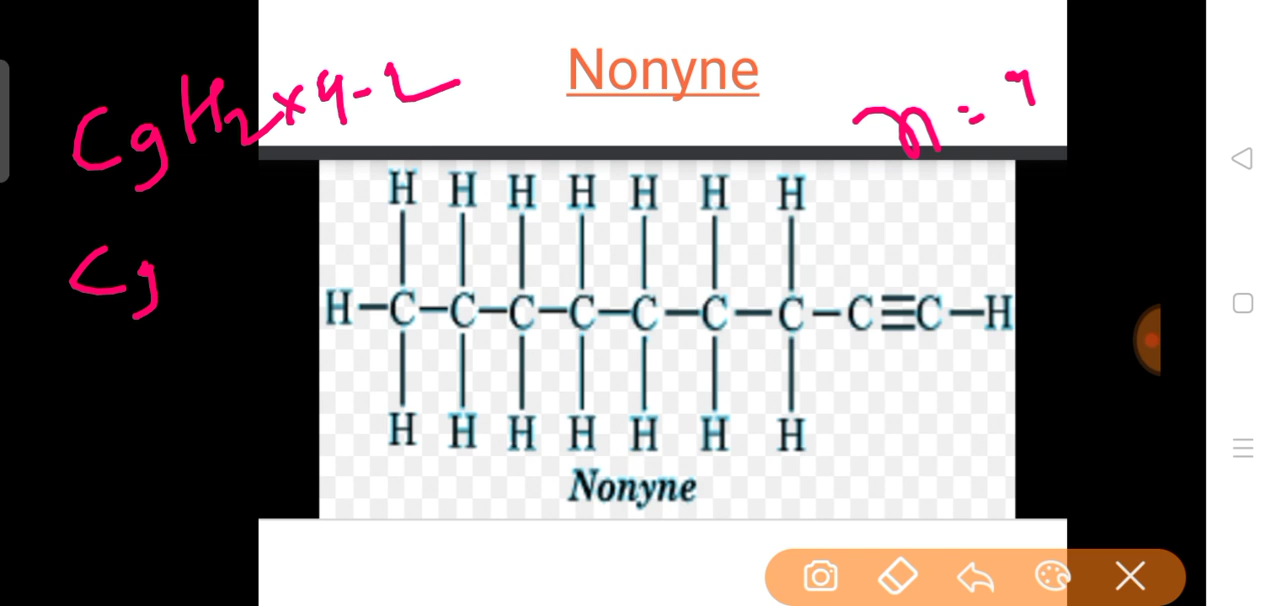 Nonyne
C9H2×9-2
n=9
C9
H H H H H H H
H–C–C–C–C–C–C–C–C≡C–H
H H H H H H H
Nonyne